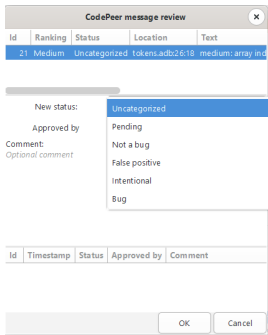 CodePeer message review
Id Ranking Status Location Text
21 Medium Uncategorized tokens.adb:26:18 medium: array ind
New status: Uncategorized
Pending
Approved by
Not a bug
Comment:
Optional comment
False positive
Intentional
Bug
Id Timestamp Status Approved by Comment
OK Cancel